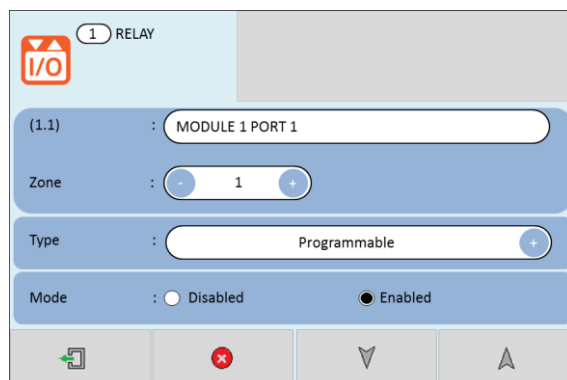 1 RELAY
I/O
(1.1) : MODULE 1 PORT 1
Zone : - 1 +
Type : Programmable +
Mode : Disabled Enabled